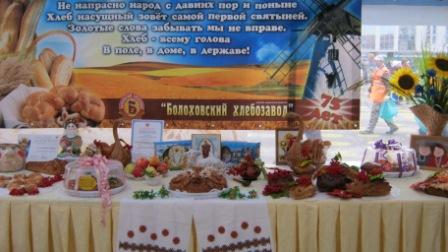 Не напрасно народ с давних пор и поныне
Хлеб насущный зовёт самой первой святыней.
Золотые слова забывать мы не вправе.
Хлеб - всему голова
В поле, в доме, в державе!
Б
"Болоховский хлебозавод"
75
лет